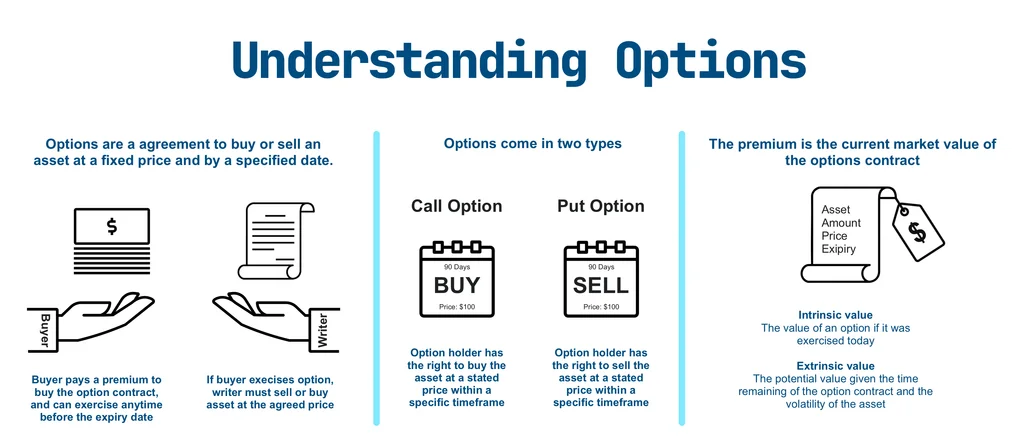 Understanding Options
Options are a agreement to buy or sell an
asset at a fixed price and by a specified date.
$
Buyer
Writer
Buyer pays a premium to
buy the option contract,
and can exercise anytime
before the expiry date
If buyer execises option,
writer must sell or buy
asset at the agreed price
Options come in two types
Call Option
90 Days
BUY
Price: $100
Option holder has
the right to buy the
asset at a stated
price within a
specific timeframe
Put Option
90 Days
SELL
Price: $100
Option holder has
the right to sell the
asset at a stated
price within a
specific timeframe
The premium is the current market value of
the options contract
Asset
Amount
Price
Exipiry
$
Intrinsic value
The value of an option if it was
exercised today
Extrinsic value
The potential value given the time
remaining of the option contract and the
volatility of the asset